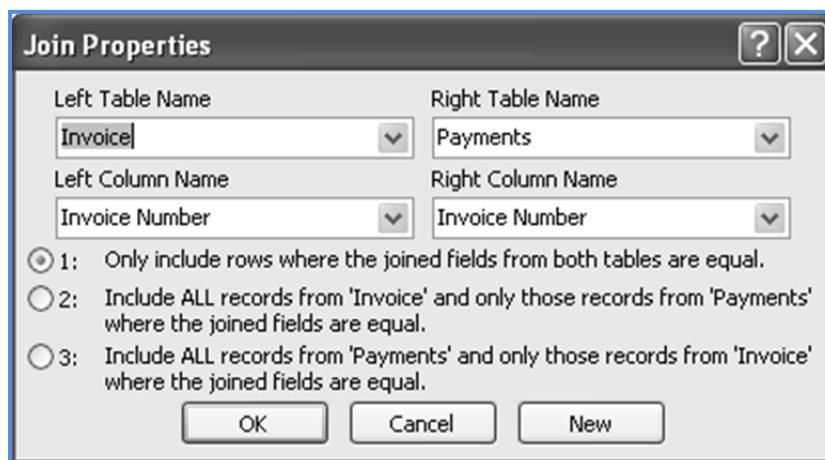 Join Properties
Left Table Name
Right Table Name
Invoice
Payments
Left Column Name
Right Column Name
Invoice Number
Invoice Number
1: Only include rows where the joined fields from both tables are equal.
2: Include ALL records from 'Invoice' and only those records from 'Payments'
where the joined fields are equal.
3: Include ALL records from 'Payments' and only those records from 'Invoice'
where the joined fields are equal.
OK
Cancel
New